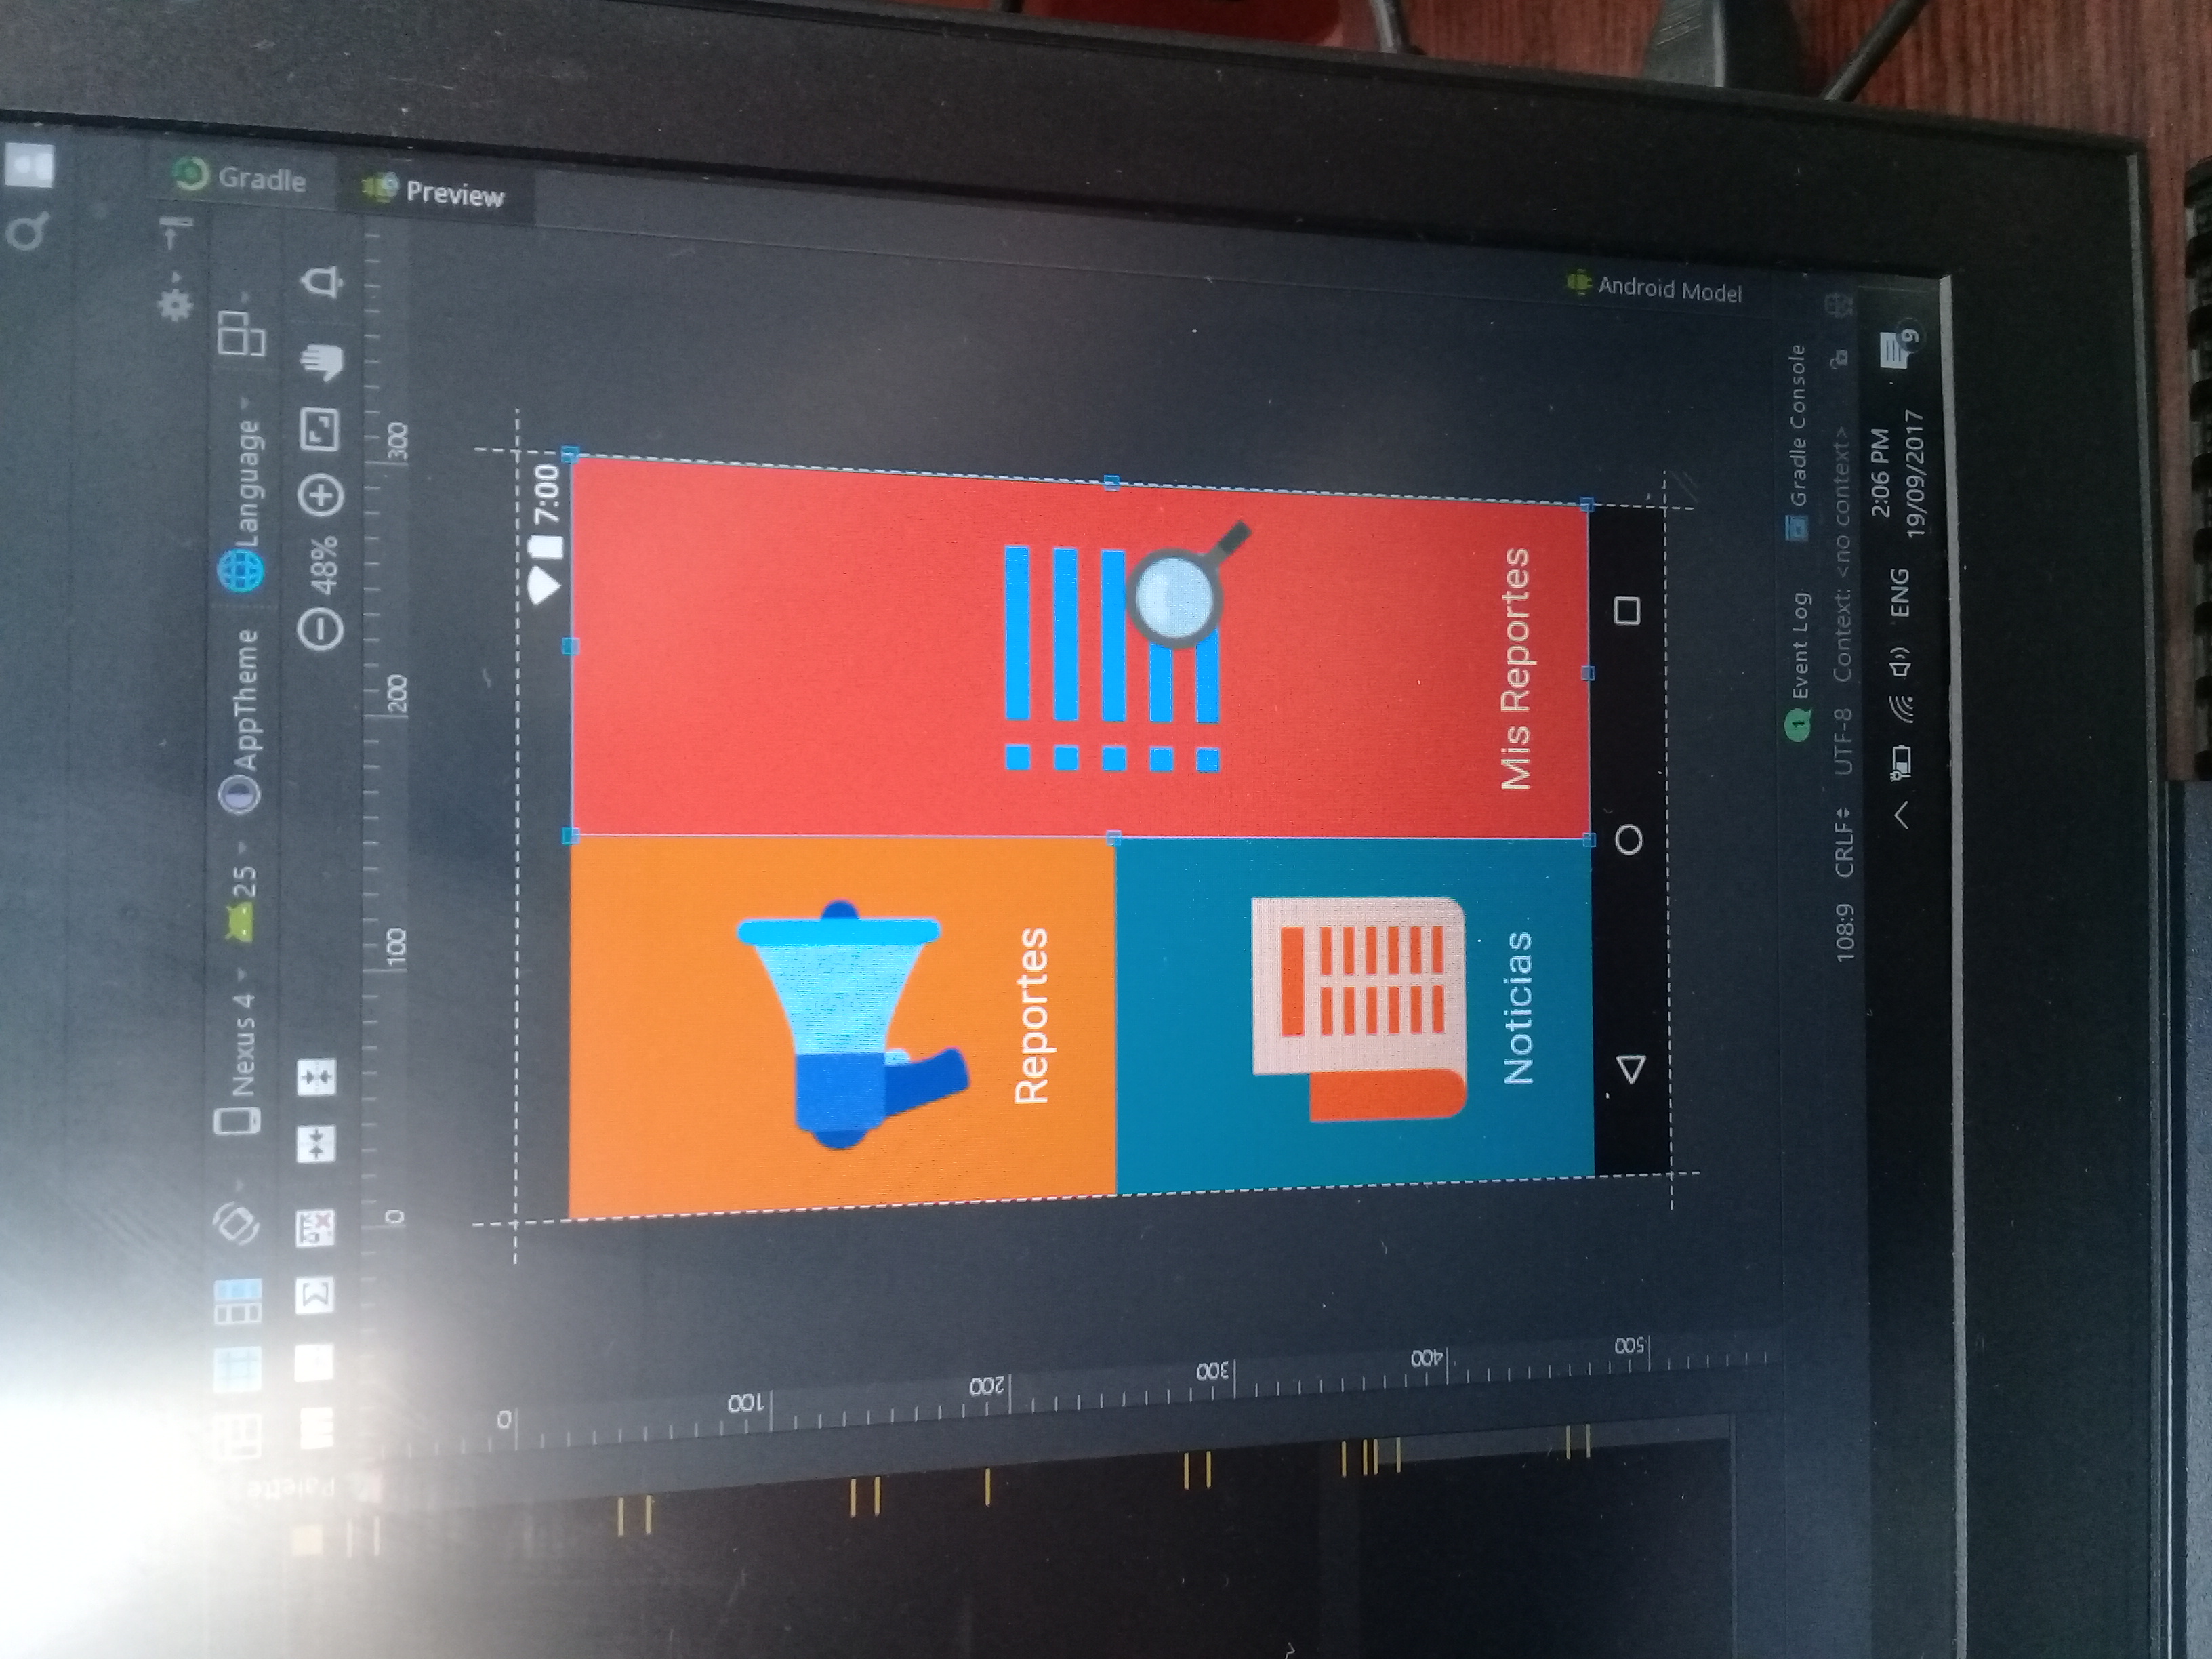 Palette
Nexus 4
25
AppTheme
Language
Gradle
48%
Preview
0
100
200
300
0
100
200
300
400
500
7:00
Reportes
Noticias
Mis Reportes
Android Model
1
Event Log
Gradle Console
108:9
CRLF
UTF-8
Context: <no context>
ENG
2:06 PM
19/09/2017
9